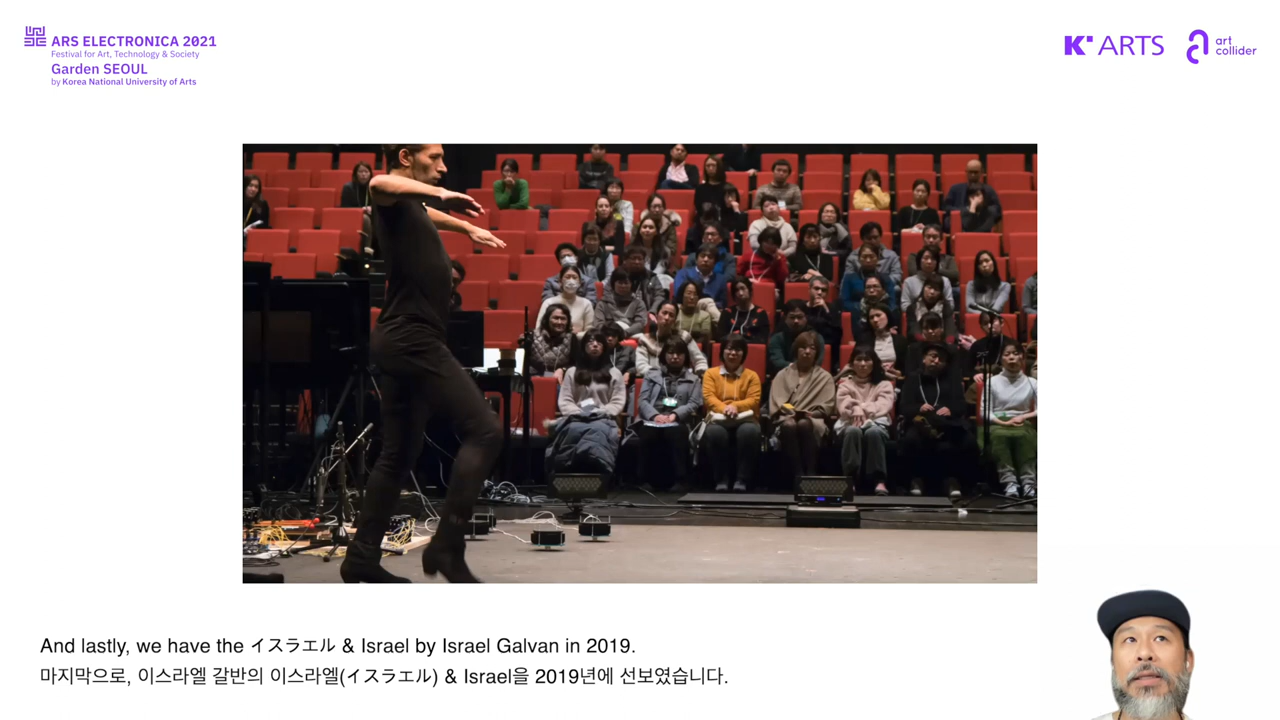 ARS ELECTRONICA 2021
Festival for Art, Technology & Society
Garden SEOUL
by Korea National University of Arts
K' ARTS
art
collider
And lastly, we have the イスラエル & Israel by Israel Galvan in 2019.
마지막으로, 이스라엘 갈반의 이스라엘(イスラエル) & Israel을 2019년에 선보였습니다.